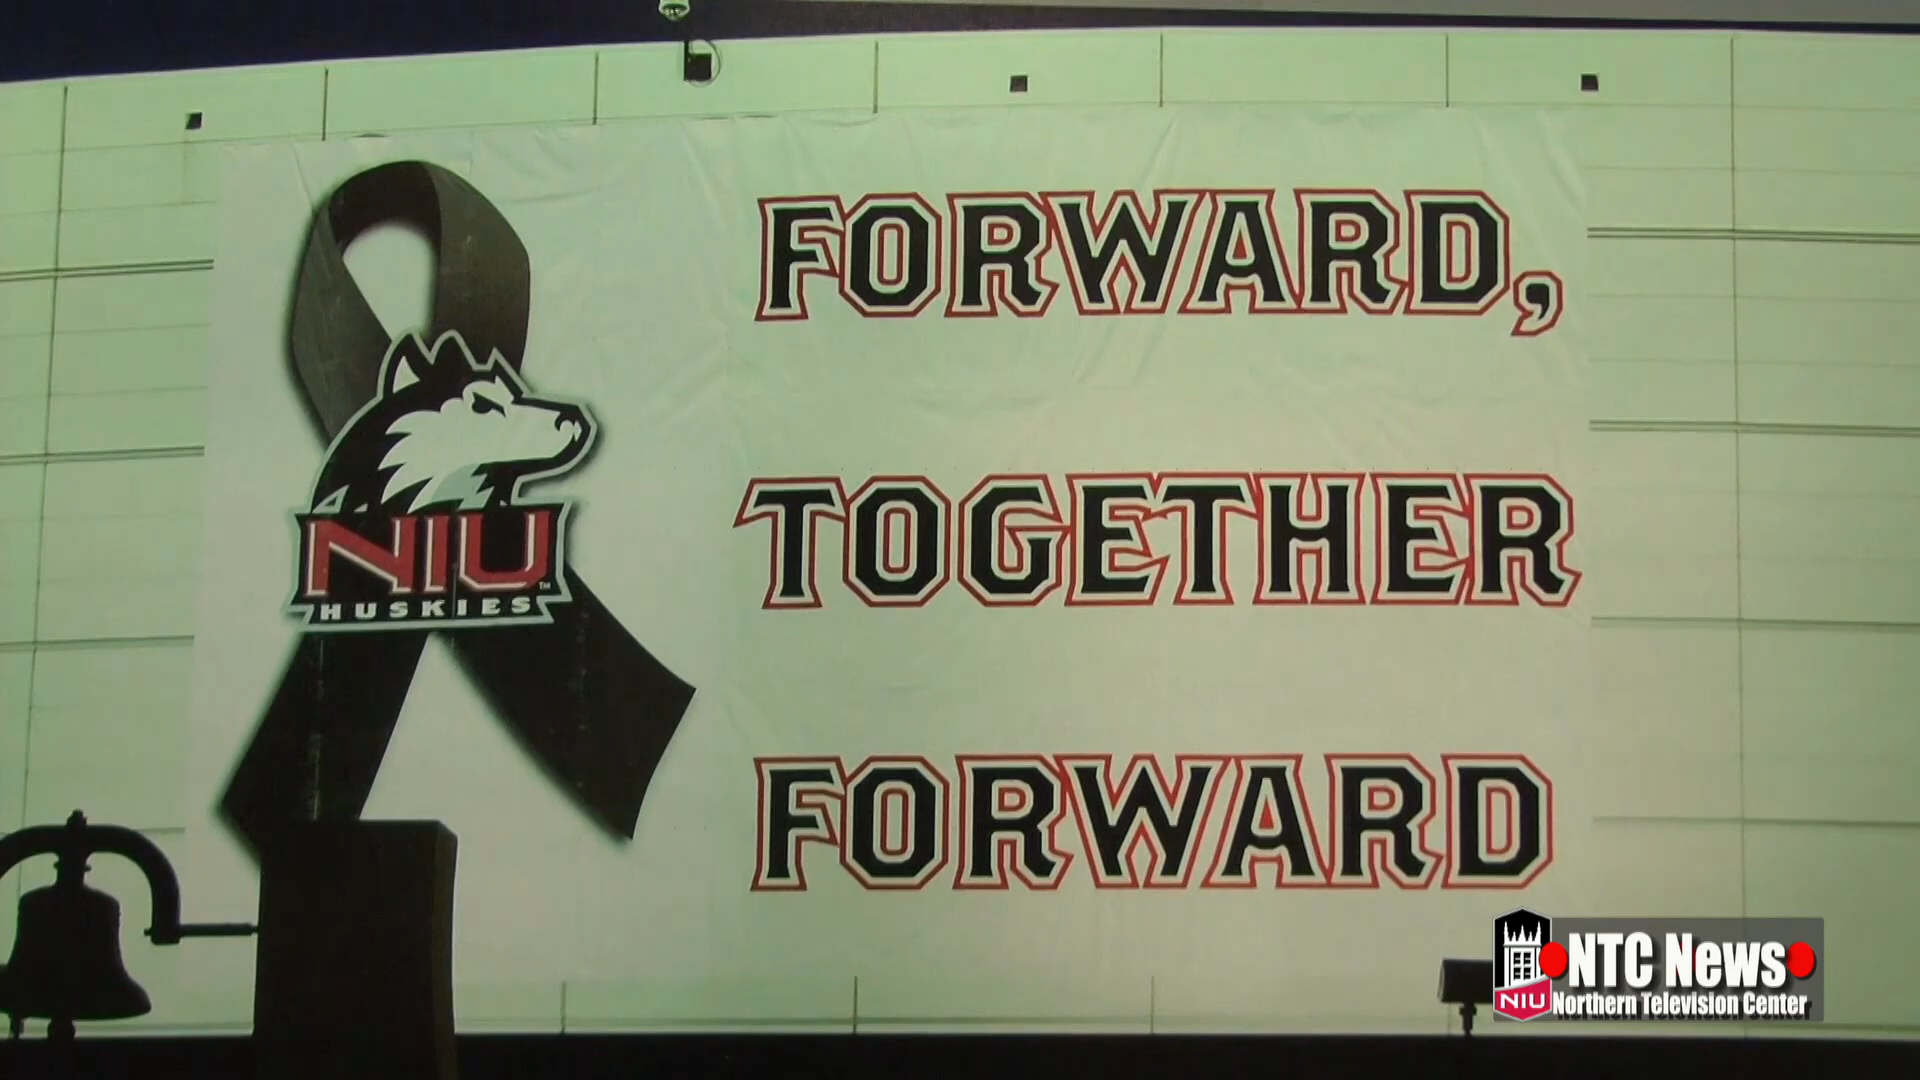 FORWARD,
NIU
HUSKIES
TOGETHER
FORWARD
NTC NEWS
NIU
Northern Television Center